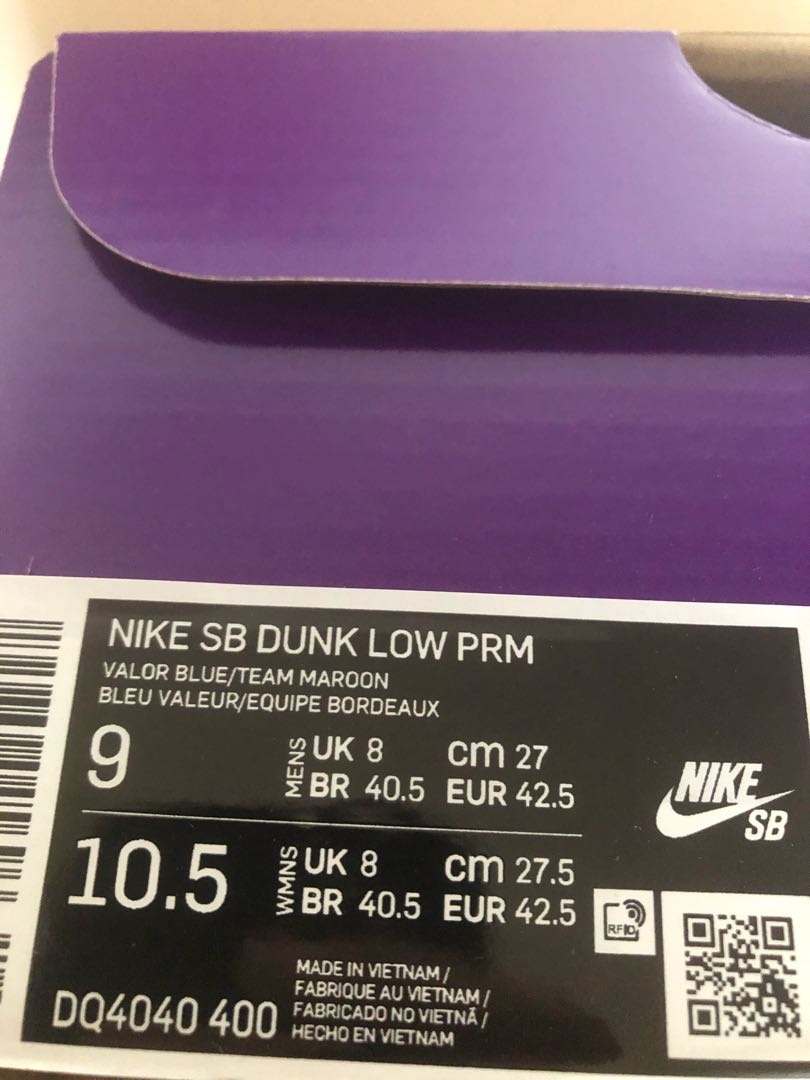 NIKE SB DUNK LOW PRM
VALOR BLUE/TEAM MAROON
BLEU VALEUR/EQUIPE BORDEAUX
9 MENS UK 8 cm 27
BR 40.5 EUR 42.5
NIKE
SB
10.5 WMNS UK 8 cm 27.5
BR 40.5 EUR 42.5
RFID
MADE IN VIETNAM /
FABRIQUE AU VIETNAM /
FABRICADO NO VIETNÃ /
HECHO EN VIETNAM
DQ4040 400